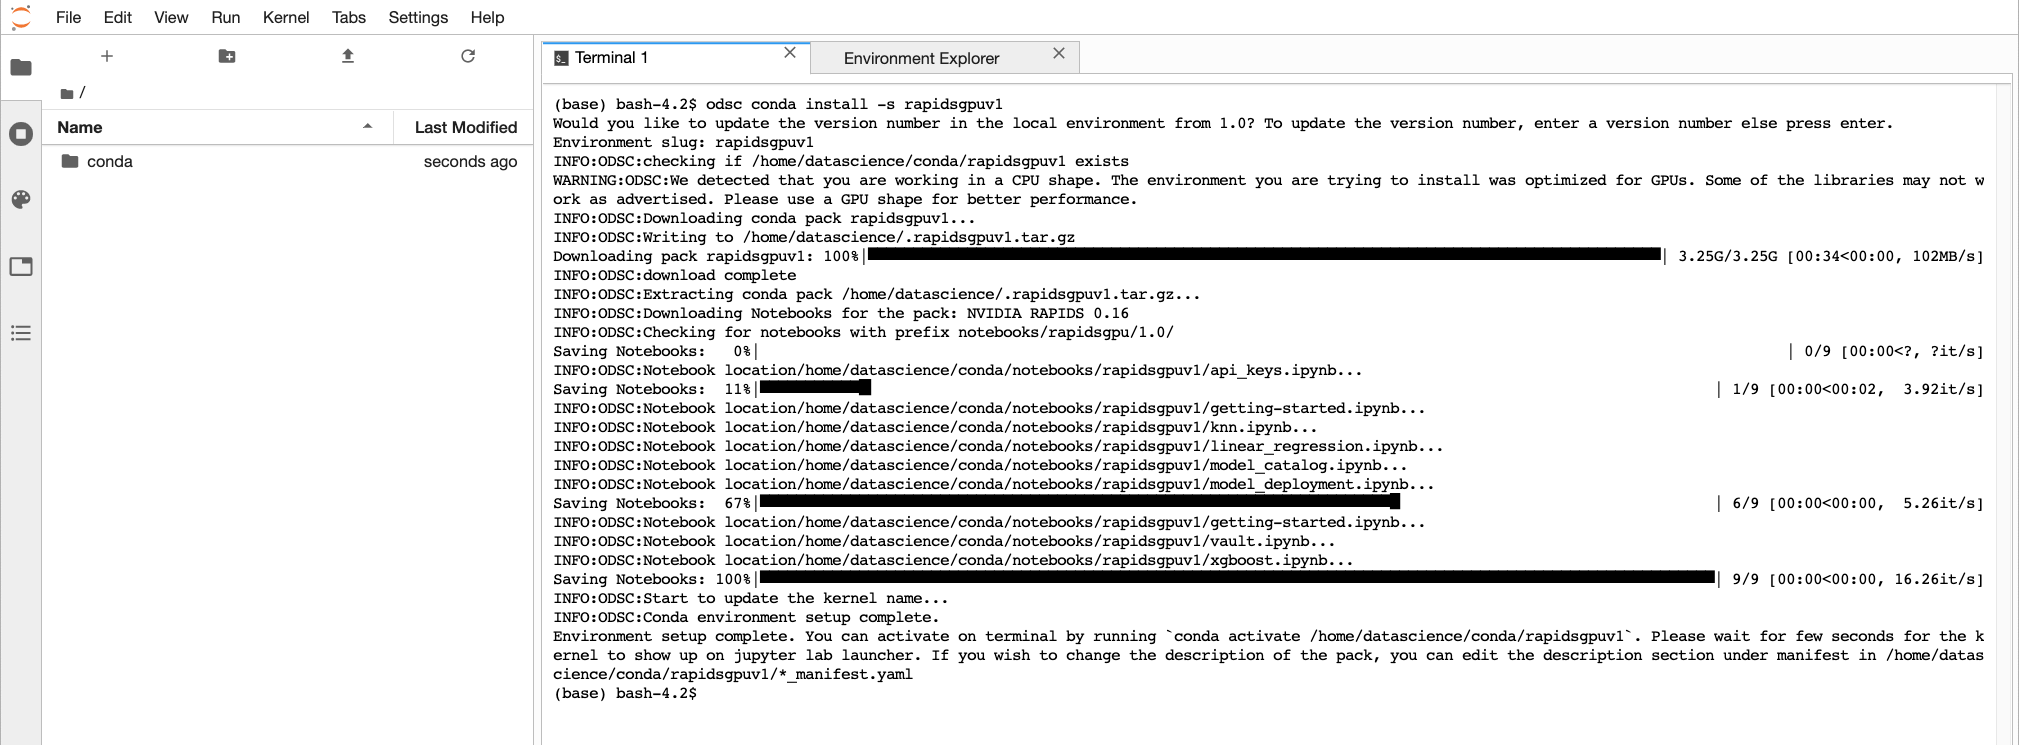 File Edit View Run Kernel Tabs Settings Help
/
Name Last Modified
conda seconds ago
Terminal 1 Environment Explorer
(base) bash-4.2$ odsc conda install -s rapidsgpuv1
Would you like to update the version number in the local environment from 1.0? To update the version number, enter a version number else press enter.
Environment slug: rapidsgpuv1
INFO:ODSC:checking if /home/datascience/conda/rapidsgpuv1 exists
WARNING:ODSC:We detected that you are working in a CPU shape. The environment you are trying to install was optimized for GPUs. Some of the libraries may not w
ork as advertised. Please use a GPU shape for better performance.
INFO:ODSC:Downloading conda pack rapidsgpuv1...
INFO:ODSC:Writing to /home/datascience/.rapidsgpuv1.tar.gz
Downloading pack rapidsgpuv1: 100%| | 3.25G/3.25G [00:34<00:00, 102MB/s]
INFO:ODSC:download complete
INFO:ODSC:Extracting conda pack /home/datascience/.rapidsgpuv1.tar.gz...
INFO:ODSC:Downloading Notebooks for the pack: NVIDIA RAPIDS 0.16
INFO:ODSC:Checking for notebooks with prefix notebooks/rapidsgpu/1.0/
Saving Notebooks: 0%| | 0/9 [00:00<?, ?it/s]
INFO:ODSC:Notebook location/home/datascience/conda/notebooks/rapidsgpuv1/api_keys.ipynb...
Saving Notebooks: 11%| | 1/9 [00:00<00:02, 3.92it/s]
INFO:ODSC:Notebook location/home/datascience/conda/notebooks/rapidsgpuv1/getting-started.ipynb...
INFO:ODSC:Notebook location/home/datascience/conda/notebooks/rapidsgpuv1/knn.ipynb...
INFO:ODSC:Notebook location/home/datascience/conda/notebooks/rapidsgpuv1/linear_regression.ipynb...
INFO:ODSC:Notebook location/home/datascience/conda/notebooks/rapidsgpuv1/model_catalog.ipynb...
INFO:ODSC:Notebook location/home/datascience/conda/notebooks/rapidsgpuv1/model_deployment.ipynb...
Saving Notebooks: 67%| | 6/9 [00:00<00:00, 5.26it/s]
INFO:ODSC:Notebook location/home/datascience/conda/notebooks/rapidsgpuv1/getting-started.ipynb...
INFO:ODSC:Notebook location/home/datascience/conda/notebooks/rapidsgpuv1/vault.ipynb...
INFO:ODSC:Notebook location/home/datascience/conda/notebooks/rapidsgpuv1/xgboost.ipynb...
Saving Notebooks: 100%| | 9/9 [00:00<00:00, 16.26it/s]
INFO:ODSC:Start to update the kernel name...
INFO:ODSC:Conda environment setup complete.
Environment setup complete. You can activate on terminal by running `conda activate /home/datascience/conda/rapidsgpuv1`. Please wait for few seconds for the k
ernel to show up on jupyter lab launcher. If you wish to change the description of the pack, you can edit the description section under manifest in /home/datas
cience/conda/rapidsgpuv1/*_manifest.yaml
(base) bash-4.2$